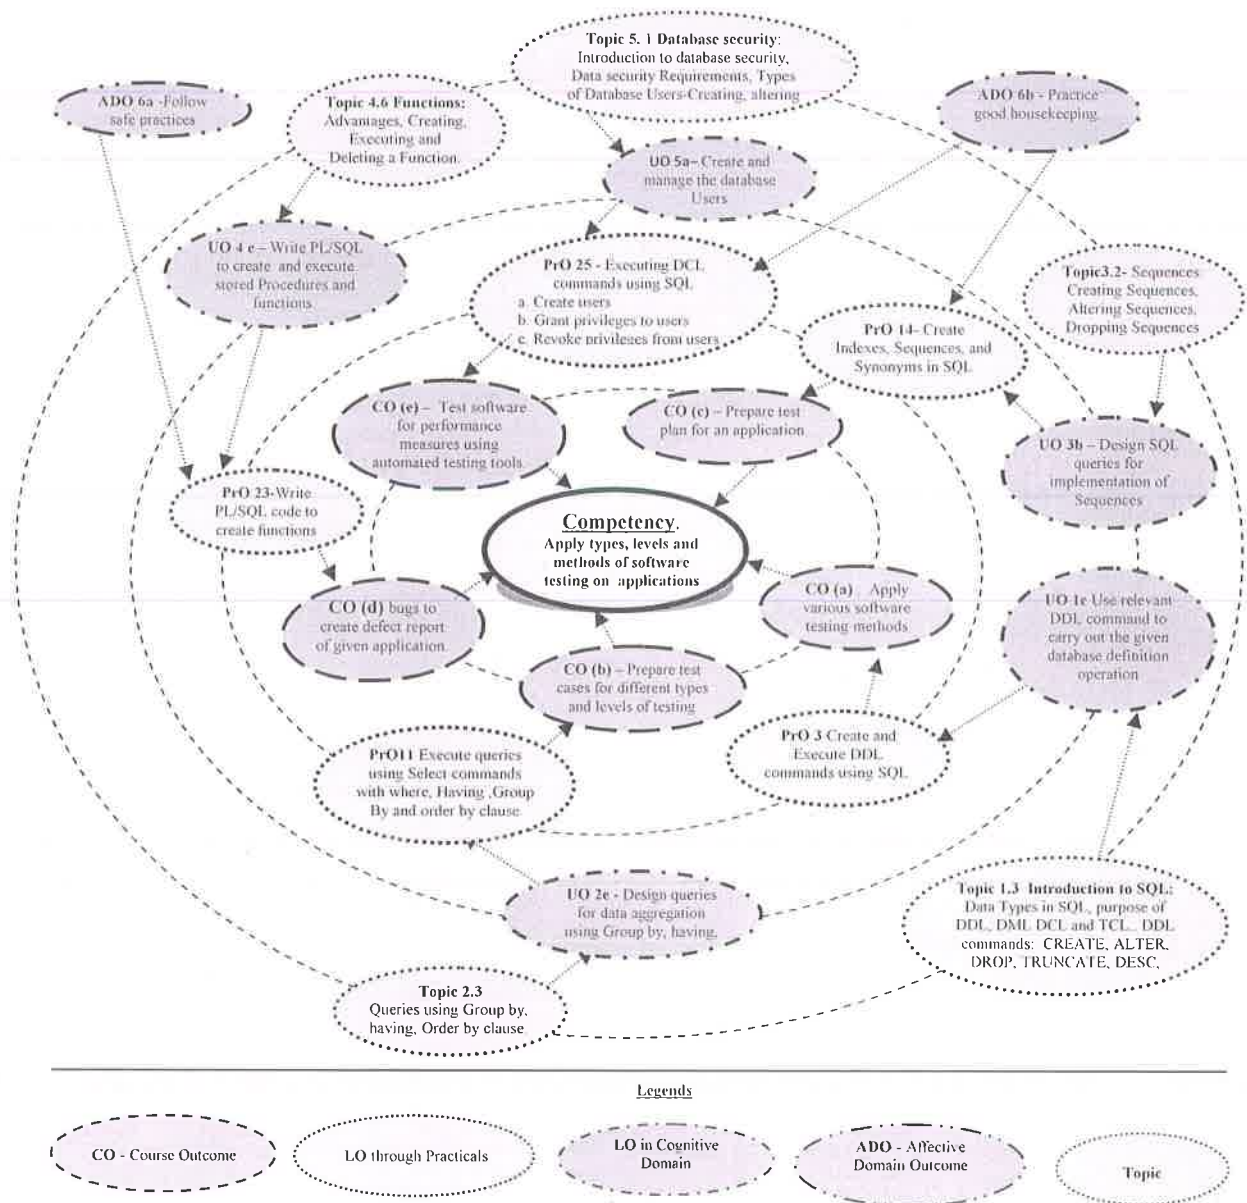 Topic 5. 1 Database security:
Introduction to database security,
Data security Requirements, Types
of Database Users-Creating, altering
ADO 6a -Follow
safe practices
Topic 4.6 Functions:
Advantages, Creating,
Executing and
Deleting a Function.
ADO 6b - Practice
good housekeeping.
UO 5a– Create and
manage the database
Users
UO 4 e – Write PL/SQL
to create and execute
stored Procedures and
functions
PrO 25 - Executing DCL
commands using SQL
a. Create users
b. Grant privileges to users
c. Revoke privileges from users
Topic3.2- Sequences
Creating Sequences,
Altering Sequences,
Dropping Sequences
PrO 14– Create
Indexes, Sequences, and
Synonyms in SQL
CO (e) – Test software
for performance
measures using
automated testing tools.
CO (c) – Prepare test
plan for an application
UO 3b – Design SQL
queries for
implementation of
Sequences
PrO 23-Write
PL/SQL code to
create functions
Competency.
Apply types, levels and
methods of software
testing on applications
CO (d) bugs to
create defect report
of given application.
CO (a) Apply
various software
testing methods
UO 1e Use relevant
DDL command to
carry out the given
database definition
operation
CO (b) – Prepare test
cases for different types
and levels of testing
PrO11 Execute queries
using Select commands
with where, Having ,Group
By and order by clause
PrO 3 Create and
Execute DDL
commands using SQL
UO 2e - Design queries
for data aggregation
using Group by, having,
Topic 1.3 Introduction to SQL:
Data Types in SQL, purpose of
DDL, DML DCL and TCL. DDL
commands: CREATE, ALTER,
DROP, TRUNCATE, DESC,
Topic 2.3
Queries using Group by,
having, Order by clause
Legends
CO - Course Outcome
LO through Practicals
LO in Cognitive
Domain
ADO - Affective
Domain Outcome
Topic